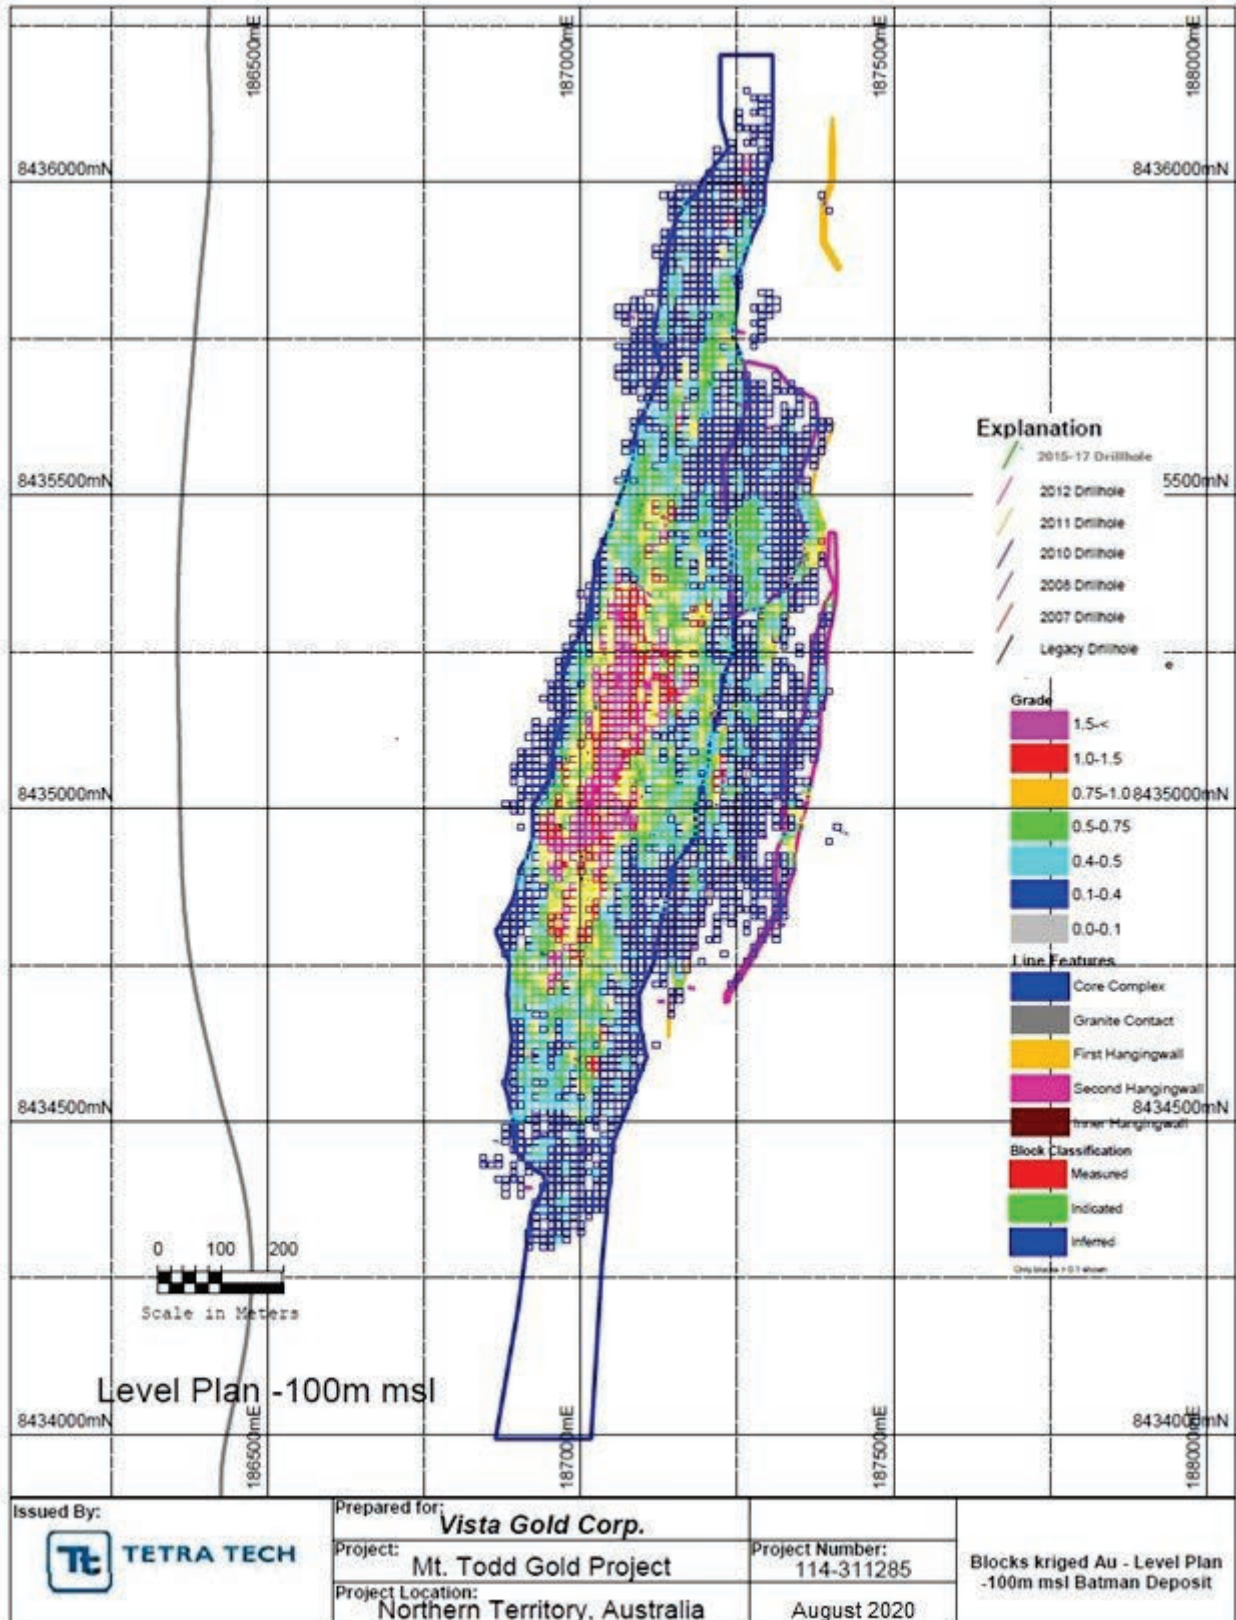 186500mE
187000mE
187500mE
188000mE
8436000mN
8436000mN
Explanation
2015-17 Drillhole
8435500mN
5500mN
2012 Drillhole
2011 Drillhole
2010 Drillhole
2008 Drillhole
2007 Drillhole
Legacy Drillhole
e
Grade
1.5-<
1.0-1.5
8435000mN
0.75-1.0
8435000mN
0.5-0.75
0.4-0.5
0.1-0.4
0.0-0.1
Line Features
Core Complex
Granite Contact
First Hangingwall
Second Hangingwall
8434500mN
8434500mN
Inner Hangingwall
Block Classification
Measured
Indicated
Inferred
0 100 200
Scale in Meters
Level Plan -100m msl
8434000mN
8434000mN
186500mE
187000mE
187500mE
188000mE
Issued By:
Tt TETRA TECH
Prepared for:
Vista Gold Corp.
Project:
Mt. Todd Gold Project
Project Number:
114-311285
Project Location:
Northern Territory, Australia
August 2020
Blocks kriged Au - Level Plan
-100m msl Batman Deposit